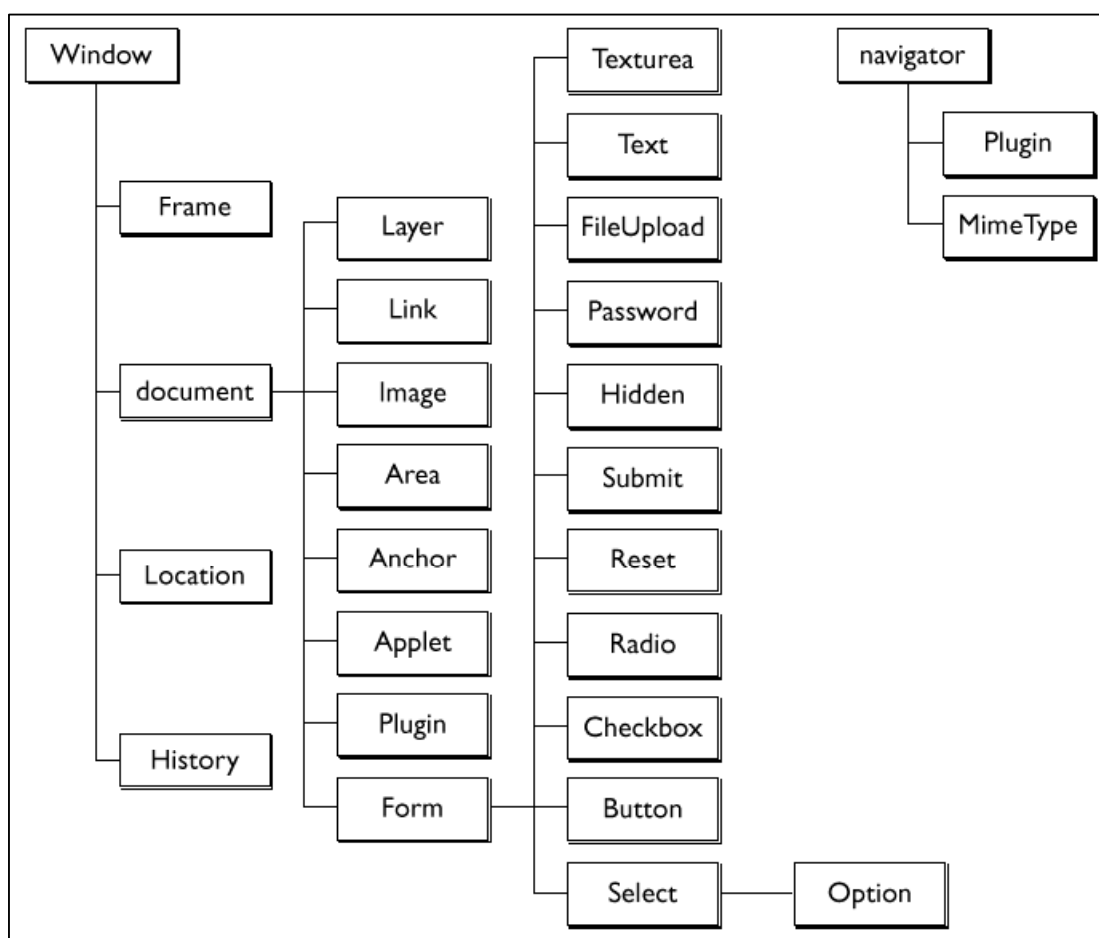 Window
Frame
document
Location
History
Layer
Link
Image
Area
Anchor
Applet
Plugin
Form
Texturea
Text
FileUpload
Password
Hidden
Submit
Reset
Radio
Checkbox
Button
Select
Option
navigator
Plugin
MimeType